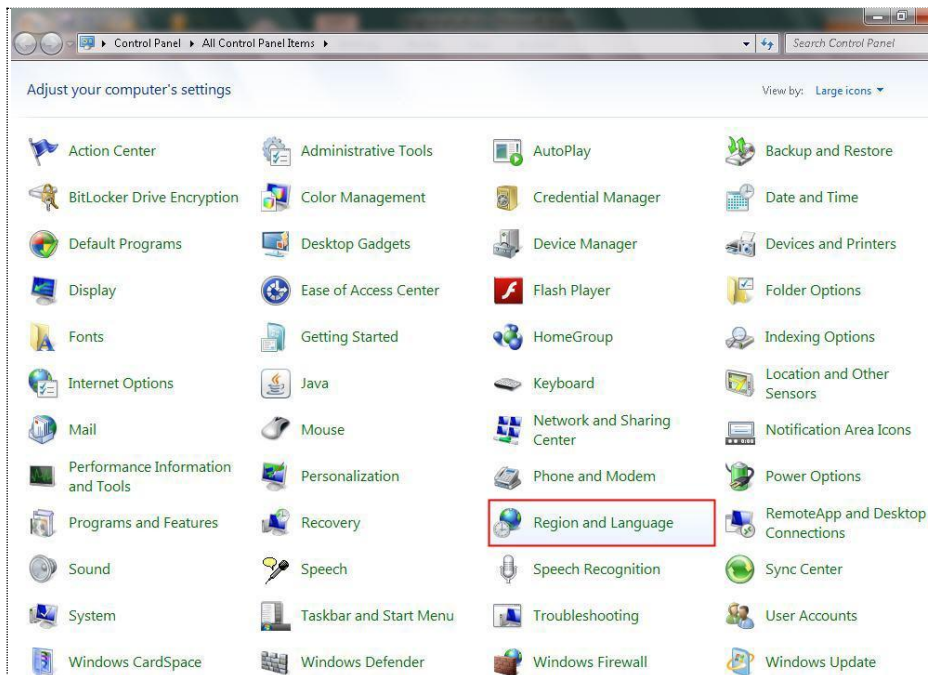 Control Panel ▸ All Control Panel Items ▸
Search Control Panel
Adjust your computer's settings
View by: Large icons
Action Center
Administrative Tools
AutoPlay
Backup and Restore
BitLocker Drive Encryption
Color Management
Credential Manager
Date and Time
Default Programs
Desktop Gadgets
Device Manager
Devices and Printers
Display
Ease of Access Center
Flash Player
Folder Options
Fonts
Getting Started
HomeGroup
Indexing Options
Internet Options
Java
Keyboard
Location and Other
Sensors
Mail
Mouse
Network and Sharing
Center
Notification Area Icons
Performance Information
and Tools
Personalization
Phone and Modem
Power Options
Programs and Features
Recovery
Region and Language
RemoteApp and Desktop
Connections
Sound
Speech
Speech Recognition
Sync Center
System
Taskbar and Start Menu
Troubleshooting
User Accounts
Windows CardSpace
Windows Defender
Windows Firewall
Windows Update